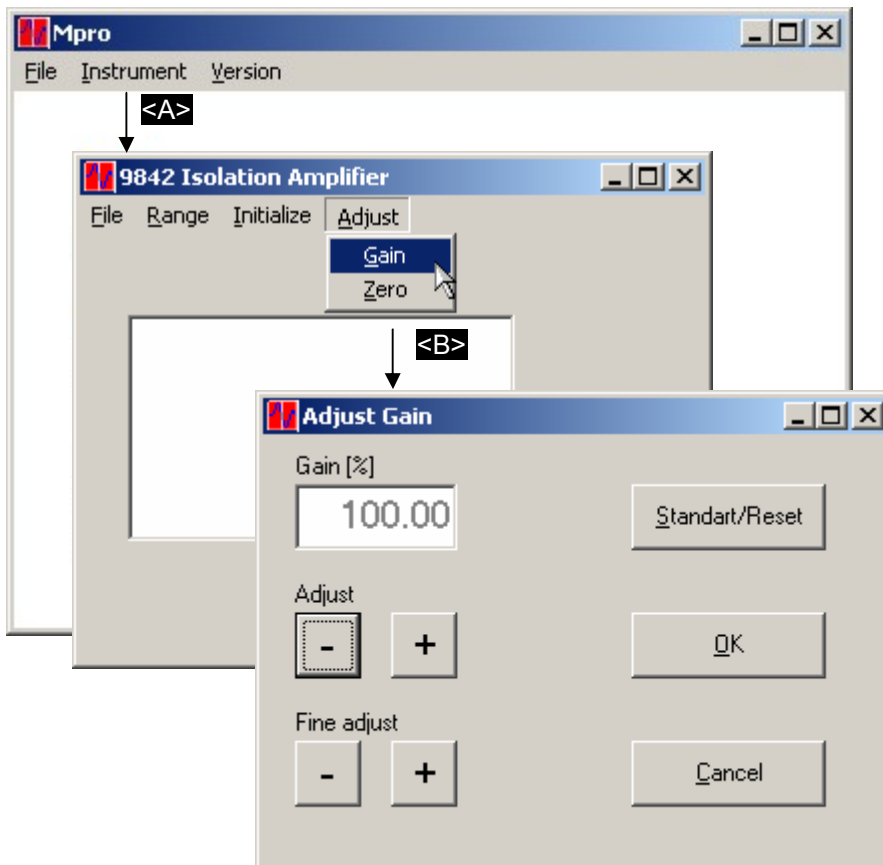 Mpro
File Instrument Version
<A>
9842 Isolation Amplifier
File Range Initialize Adjust
Gain
Zero
<B>
Adjust Gain
Gain [%]
100.00
Standart/Reset
Adjust
- +
OK
Fine adjust
- +
Cancel